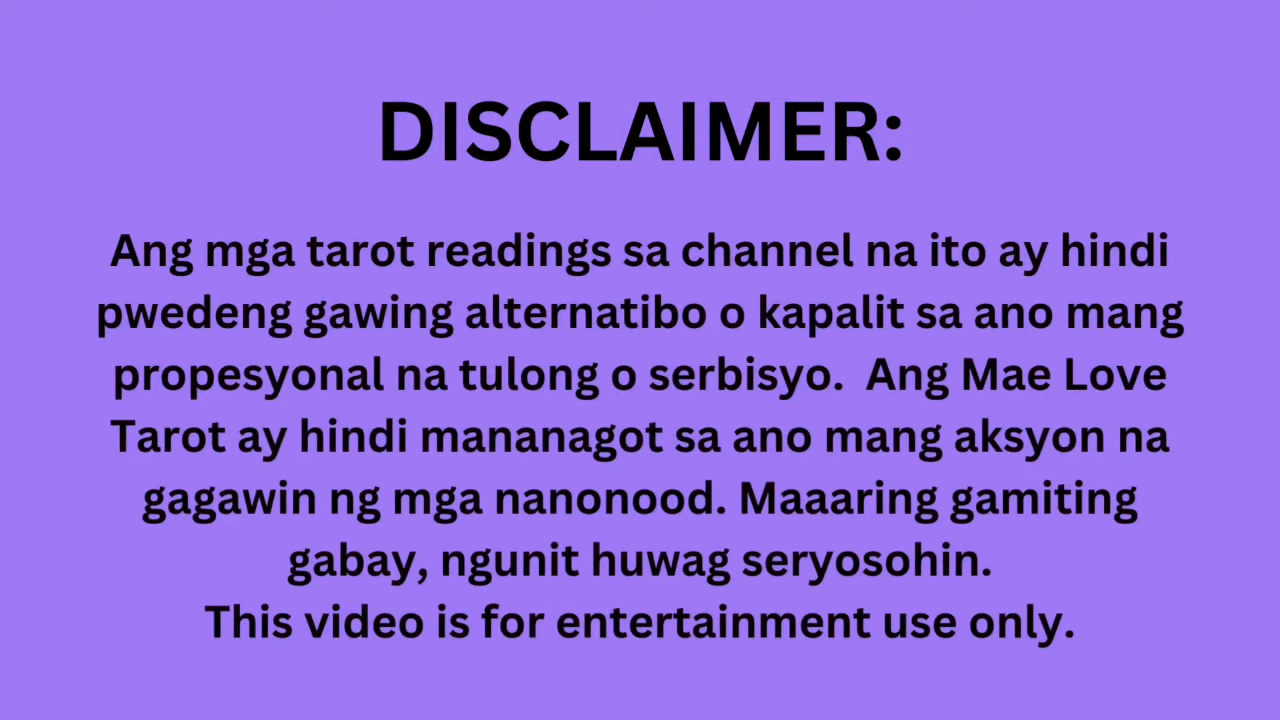 DISCLAIMER:
Ang mga tarot readings sa channel na ito ay hindi
pwedeng gawing alternatibo o kapalit sa ano mang
propesyonal na tulong o serbisyo.  Ang Mae Love
Tarot ay hindi mananagot sa ano mang aksyon na
gagawin ng mga nanonood. Maaaring gamiting
gabay, ngunit huwag seryosohin.
This video is for entertainment use only.